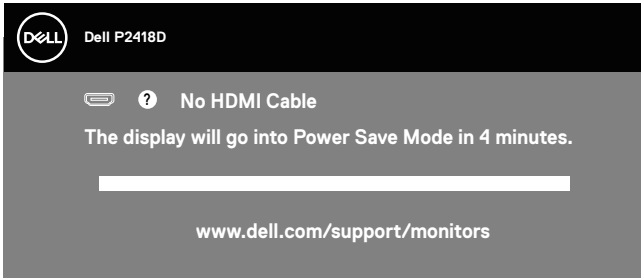 DELL
Dell P2418D
? No HDMI Cable
The display will go into Power Save Mode in 4 minutes.
www.dell.com/support/monitors